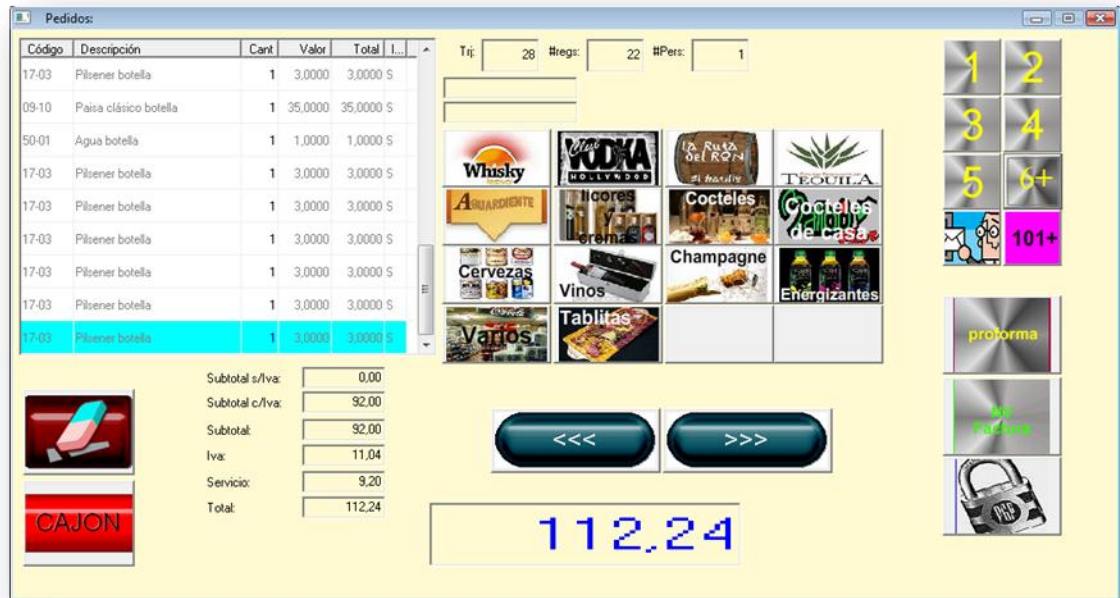 Pedidos:
Código Descripción Cant Valor Total I...
17-03 Pilsener botella 1 3,0000 3,0000 S
09-10 Paisa clásico botella 1 35,0000 35,0000 S
50-01 Agua botella 1 1,0000 1,0000 S
17-03 Pilsener botella 1 3,0000 3,0000 S
17-03 Pilsener botella 1 3,0000 3,0000 S
17-03 Pilsener botella 1 3,0000 3,0000 S
17-03 Pilsener botella 1 3,0000 3,0000 S
17-03 Pilsener botella 1 3,0000 3,0000 S
17-03 Pilsener botella 1 3,0000 3,0000 S
Trj: 28 #regs: 22 #Pers: 1
Whisky
Club VODKA HOLLYWOOD
la Ruta del RON
TEQUILA
AGUARDIENTE
licores y cremas
Cocteles
Cocteles de casa
Cervezas
Vinos
Champagne
Energizantes
Varios
Tablitas
1 2
3 4
5 6+
101+
proforma
Factura
Subtotal s/Iva: 0,00
Subtotal c/Iva: 92,00
Subtotal: 92,00
Iva: 11,04
Servicio: 9,20
Total: 112,24
CAJON
<<< >>>
112,24